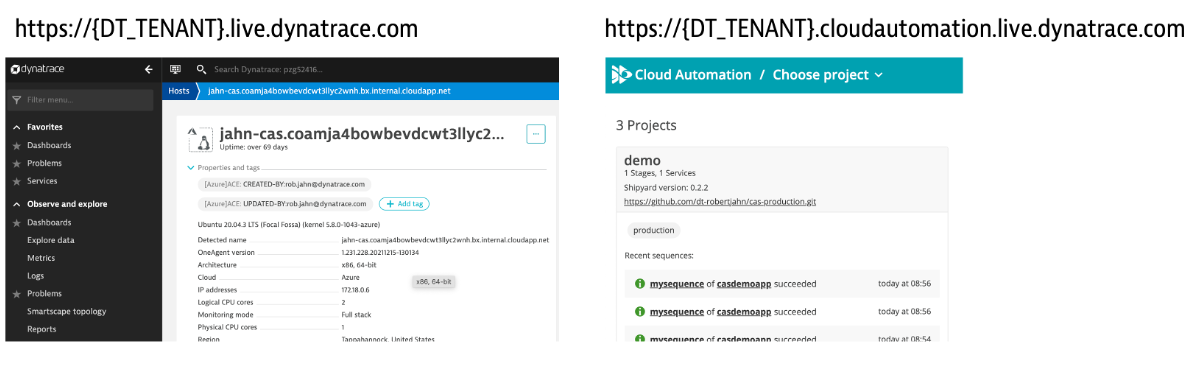 https://{DT_TENANT}.live.dynatrace.com
dynatrace
Search Dynatrace: pzg52416...
Filter menu...
Hosts
jahn-cas.coamja4bowbevdcwt3llyc2wnh.bx.internal.cloudapp.net
Favorites
Dashboards
Problems
Services
Observe and explore
Dashboards
Explore data
Metrics
Logs
Problems
Smartscape topology
Reports
jahn-cas.coamja4bowbevdcwt3llyc2...
Uptime: over 69 days
...
Properties and tags
[Azure]ACE: CREATED-BY:rob.jahn@dynatrace.com
[Azure]ACE: UPDATED-BY:rob.jahn@dynatrace.com
+ Add tag
Ubuntu 20.04.3 LTS (Focal Fossa) (kernel 5.8.0-1043-azure)
Detected name jahn-cas.coamja4bowbevdcwt3llyc2wnh.bx.internal.cloudapp.net
OneAgent version 1.231.228.20211215-130134
Architecture x86, 64-bit
Cloud Azure
x86, 64-bit
IP addresses 172.18.0.6
Logical CPU cores 2
Monitoring mode Full stack
Physical CPU cores 1
Region Tappahannock, United States
https://{DT_TENANT}.cloudautomation.live.dynatrace.com
Cloud Automation / Choose project
3 Projects
demo
1 Stages, 1 Services
Shipyard version: 0.2.2
https://github.com/dt-robertjahn/cas-production.git
production
Recent sequences:
mysequence of casdemoapp succeeded today at 08:56
mysequence of casdemoapp succeeded today at 08:56
mysequence of casdemoapp succeeded today at 08:54